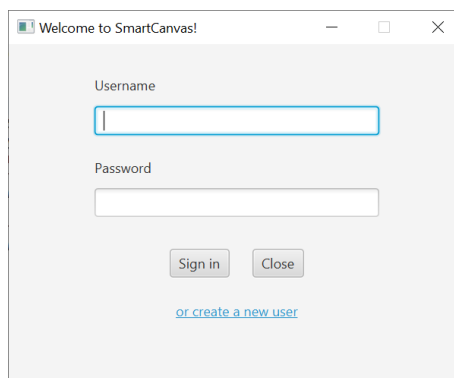 Welcome to SmartCanvas!
Username
Password
Sign in Close
or create a new user